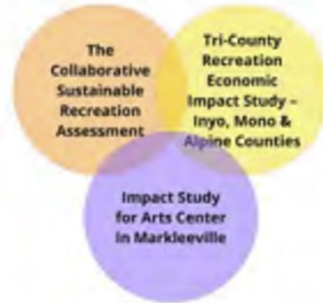 The
Collaborative
Sustainable
Recreation
Assessment
Tri-County
Recreation
Economic
Impact Study –
Inyo, Mono &
Alpine Counties
Impact Study
for Arts Center
in Markleeville